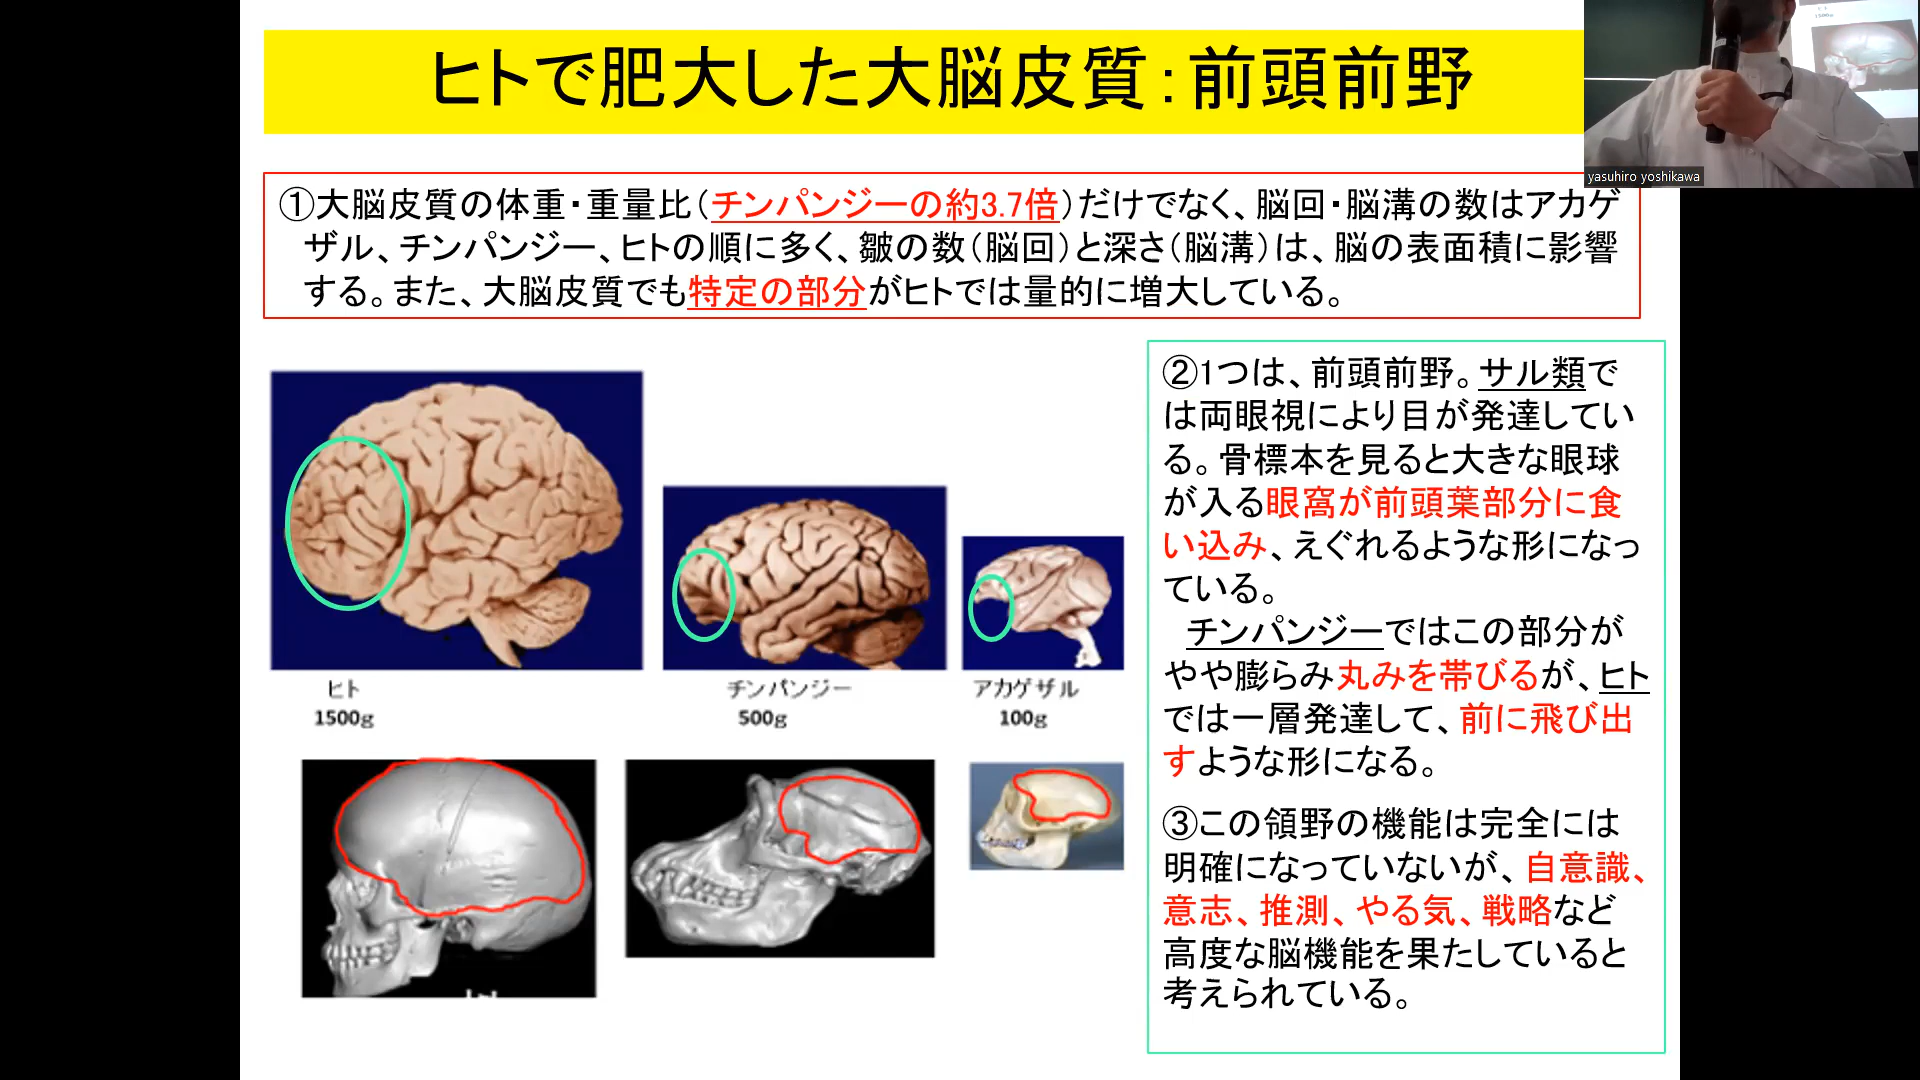 ヒトで肥大した大脳皮質：前頭前野
yasuhiro yoshikawa
①大脳皮質の体重・重量比（チンパンジーの約3.7倍）だけでなく、脳回・脳溝の数はアカゲ
ザル、チンパンジー、ヒトの順に多く、皺の数（脳回）と深さ（脳溝）は、脳の表面積に影響
する。また、大脳皮質でも特定の部分がヒトでは量的に増大している。
ヒト
1500g
チンパンジー
500g
アカゲザル
100g
②1つは、前頭前野。サル類で
は両眼視により目が発達してい
る。骨標本を見ると大きな眼球
が入る眼窩が前頭葉部分に食
い込み、えぐれるような形になっ
ている。
チンパンジーではこの部分が
やや膨らみ丸みを帯びるが、ヒト
では一層発達して、前に飛び出
すような形になる。
③この領野の機能は完全には
明確になっていないが、自意識、
意志、推測、やる気、戦略など
高度な脳機能を果たしていると
考えられている。